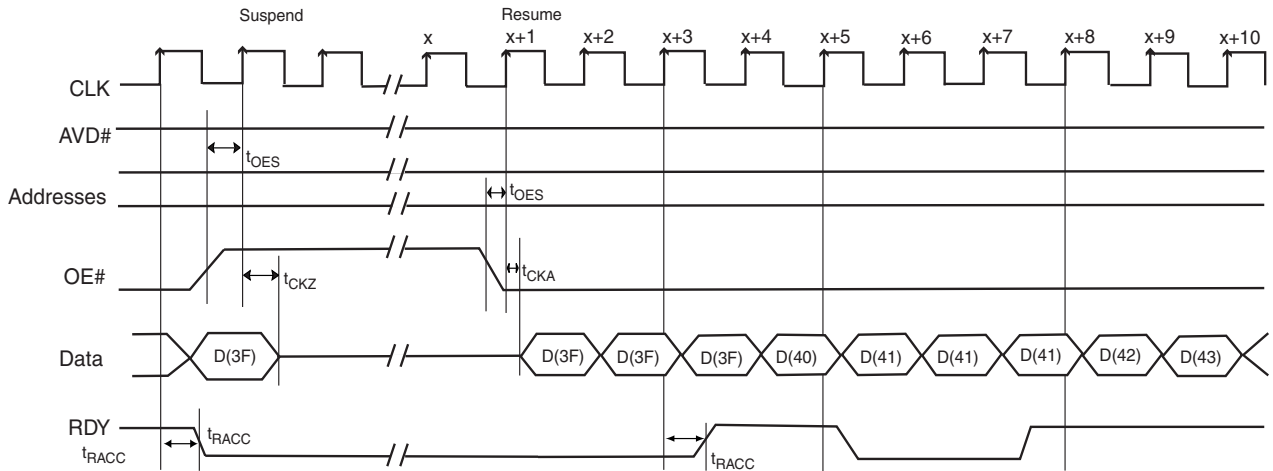 Suspend Resume
x x+1 x+2 x+3 x+4 x+5 x+6 x+7 x+8 x+9 x+10
CLK
AVD#
tOES
Addresses
tOES
OE#
tCKZ
tCKA
Data D(3F) D(3F) D(3F) D(3F) D(40) D(41) D(41) D(41) D(42) D(43)
RDY
tRACC tRACC tRACC